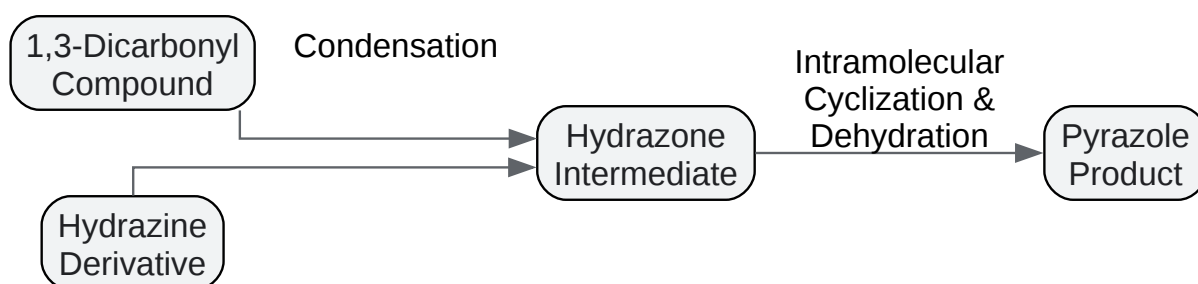 1,3-Dicarbonyl
Compound
Condensation
Intramolecular
Cyclization &
Dehydration
Hydrazone
Intermediate
Pyrazole
Product
Hydrazine
Derivative